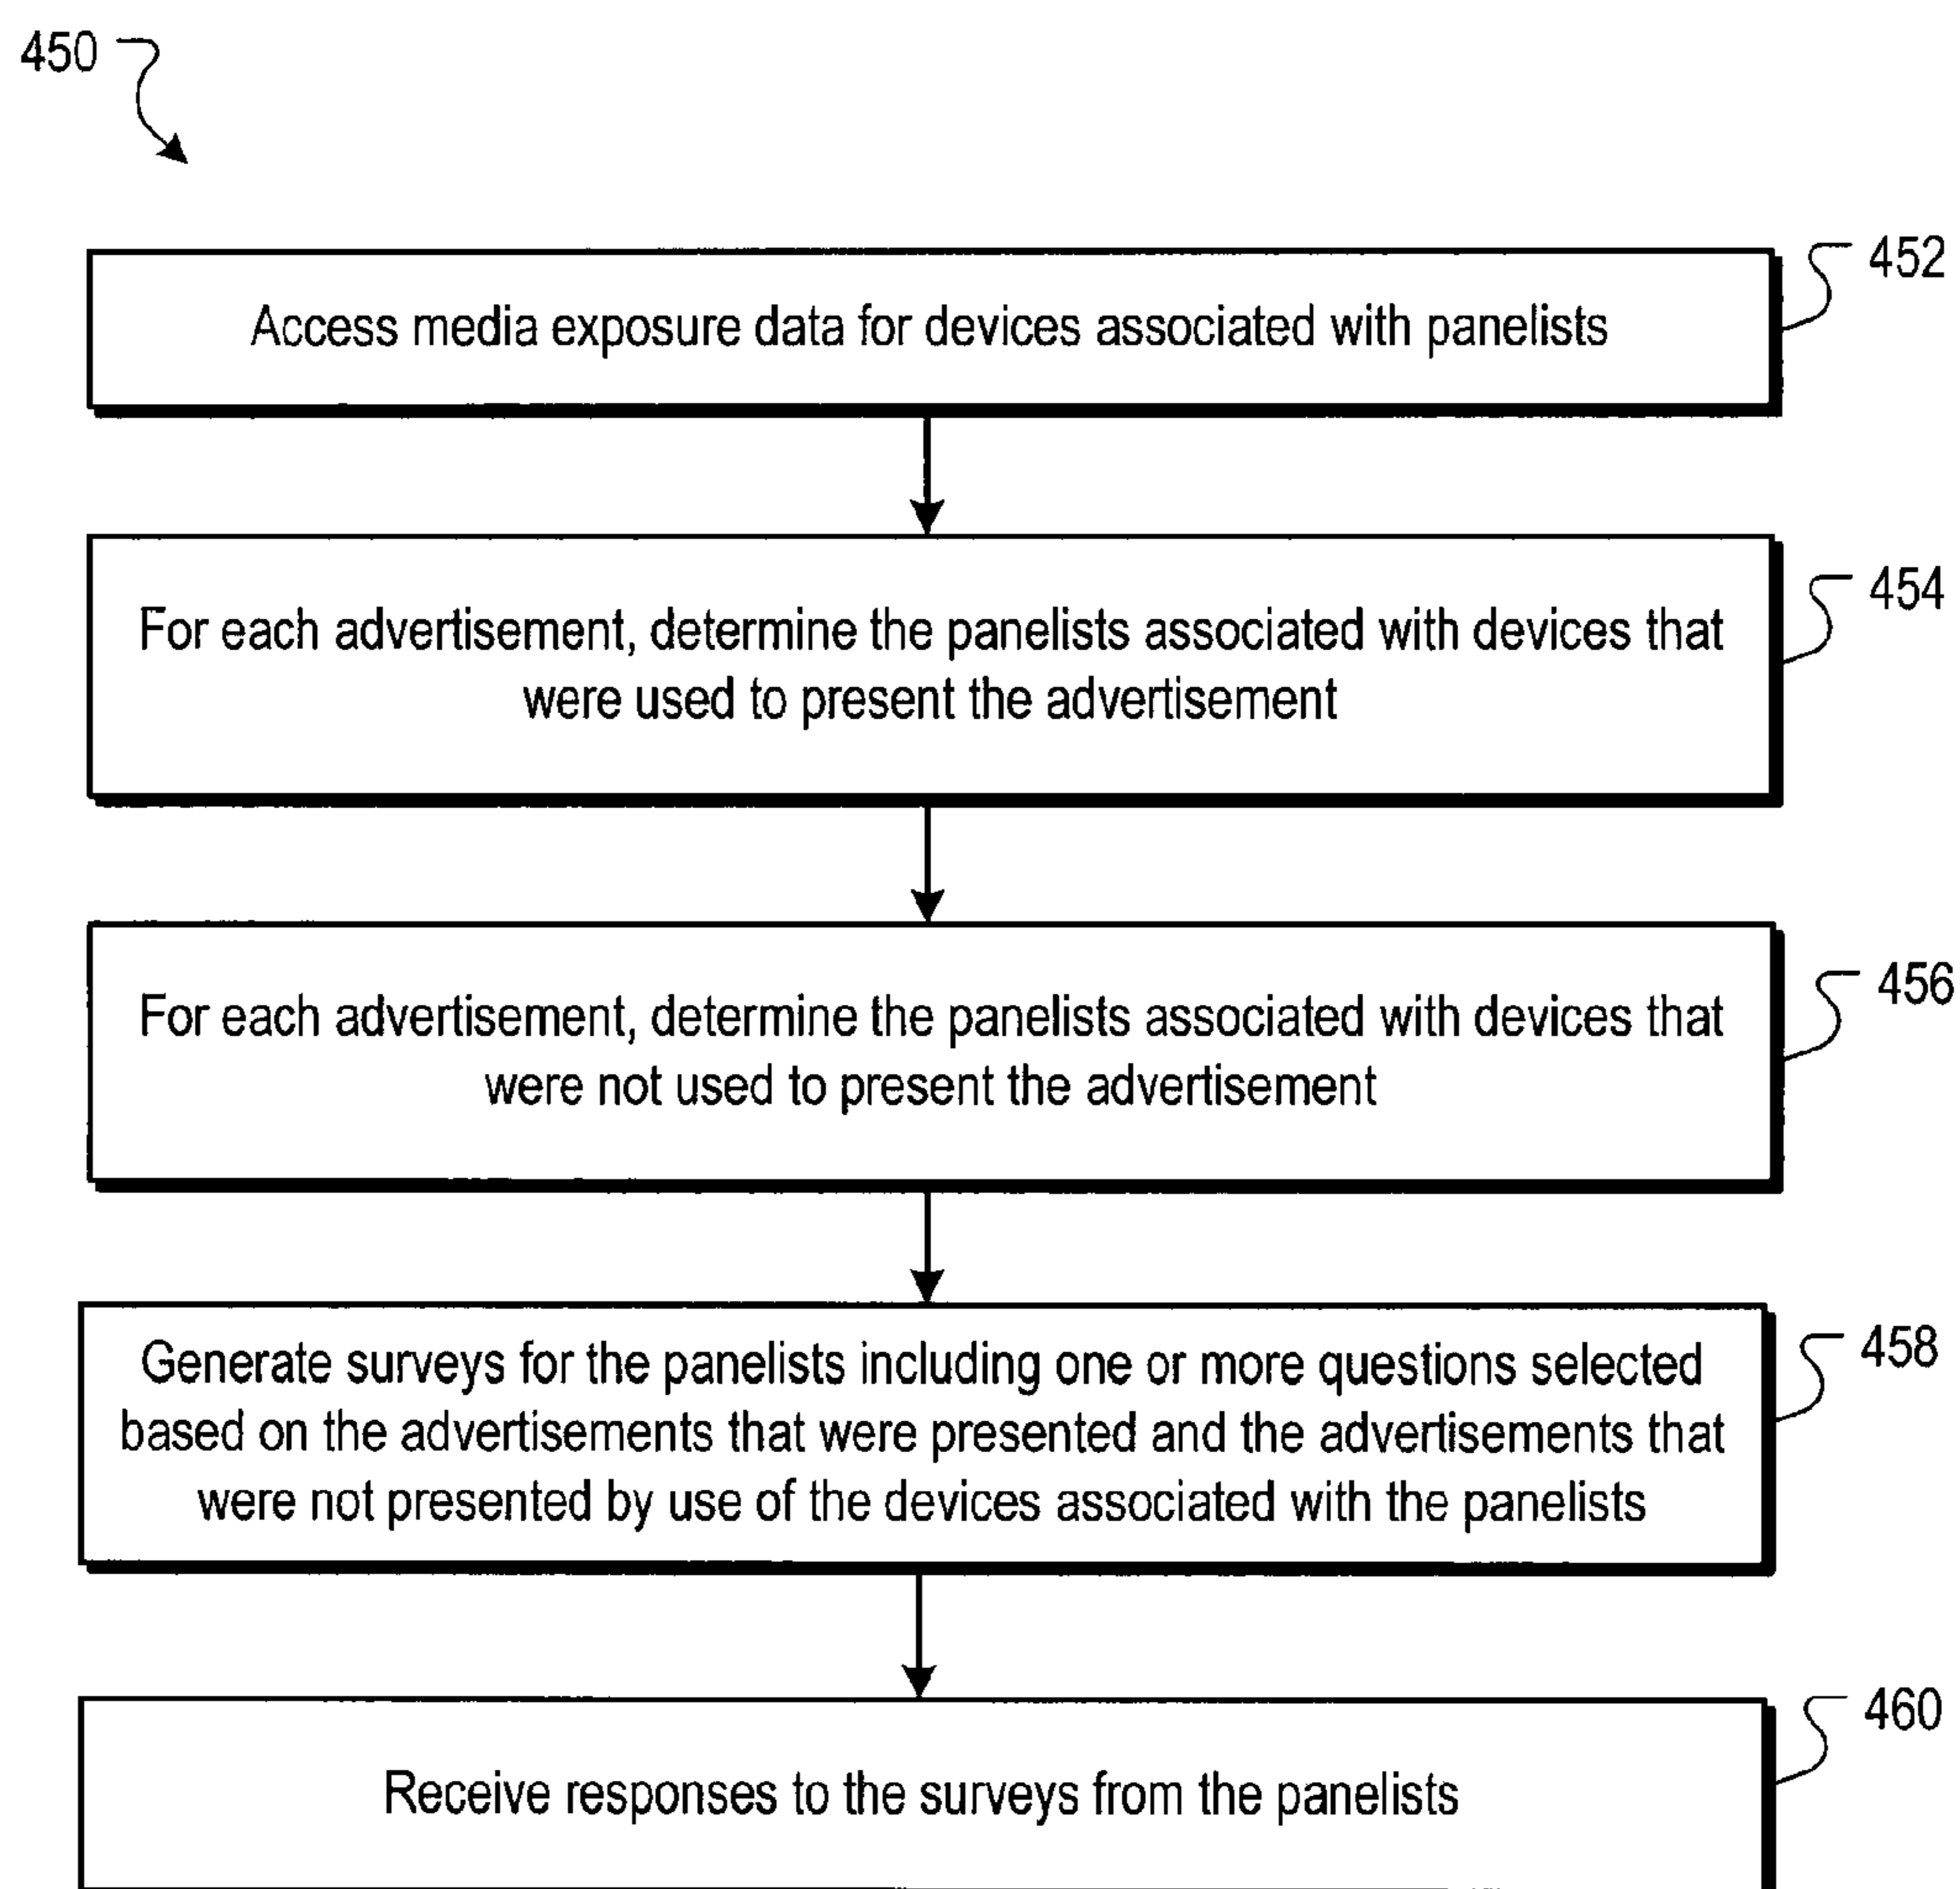 450
452
Access media exposure data for devices associated with panelists
454
For each advertisement, determine the panelists associated with devices that
were used to present the advertisement
456
For each advertisement, determine the panelists associated with devices that
were not used to present the advertisement
458
Generate surveys for the panelists including one or more questions selected
based on the advertisements that were presented and the advertisements that
were not presented by use of the devices associated with the panelists
460
Receive responses to the surveys from the panelists